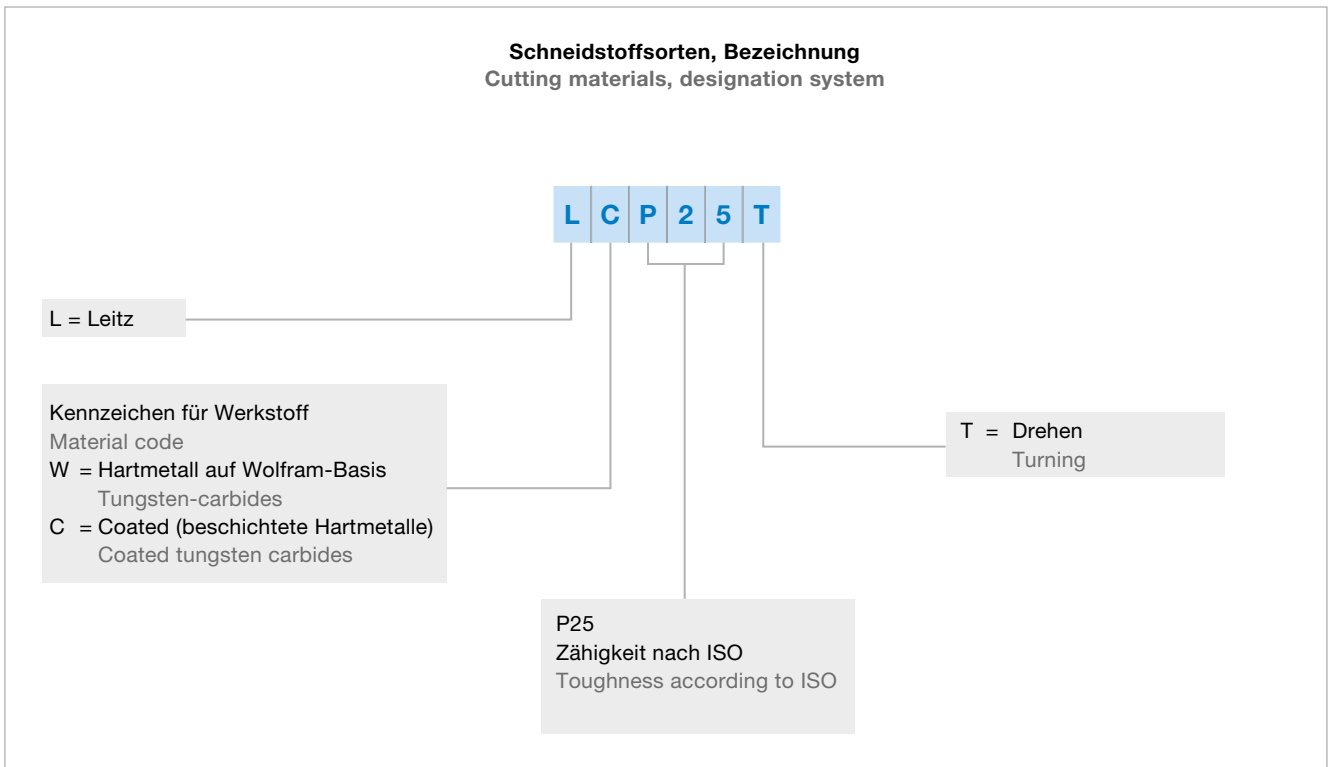 Schneidstoffsorten, Bezeichnung
Cutting materials, designation system
L C P 2 5 T
L = Leitz
Kennzeichen für Werkstoff
Material code
W = Hartmetall auf Wolfram-Basis
Tungsten-carbides
C = Coated (beschichtete Hartmetalle)
Coated tungsten carbides
T = Drehen
Turning
P25
Zähigkeit nach ISO
Toughness according to ISO